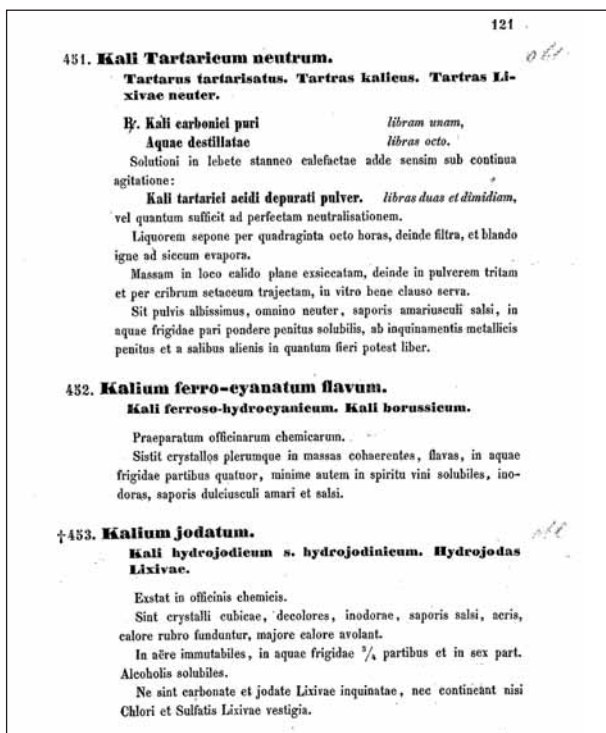 121
451. Kali Tartaricum neutrum.
Tartarus tartarisatus. Tartras kalicus. Tartras Li-
xivae neuter.
℞. Kali carbonici puri libram unam,
Aquae destillatae libras octo.
Solutioni in lebete stanneo calefactae adde sensim sub continua
agitatione:
Kali tartarici acidi depurati pulver. libras duas et dimidiam,
vel quantum sufficit ad perfectam neutralisationem.
Liquorem sepone per quadraginta octo horas, deinde filtra, et blando
igne ad siccum evapora.
Massam in loco calido plane exsiccatam, deinde in pulverem tritam
et per cribrum setaceum trajectam, in vitro bene clauso serva.
Sit pulvis albissimus, omnino neuter, saporis amariusculi salsi, in
aquae frigidae pari pondere penitus solubilis, ab inquinamentis metallicis
penitus et a salibus alienis in quantum fieri potest liber.
452. Kalium ferro-cyanatum flavum.
Kali ferroso-hydrocyanicum. Kali borussicum.
Praeparatum officinarum chemicarum.
Sistit crystallos plerumque in massas cohaerentes, flavas, in aquae
frigidae partibus quatuor, minime autem in spiritu vini solubiles, ino-
doras, saporis dulciusculi amari et salsi.
†453. Kalium jodatum.
Kali hydrojodicum s. hydrojodinicum. Hydrojodas
Lixivae.
Exstat in officinis chemicis.
Sint crystalli cubicae, decolores, inodorae, saporis salsi, acris,
calore rubro funduntur, majore calore avolant.
In aëre immutabiles, in aquae frigidae ¾ partibus et in sex part.
Alcoholis solubiles.
Ne sint carbonate et jodate Lixivae inquinatae, nec contineant nisi
Chlori et Sulfatis Lixivae vestigia.